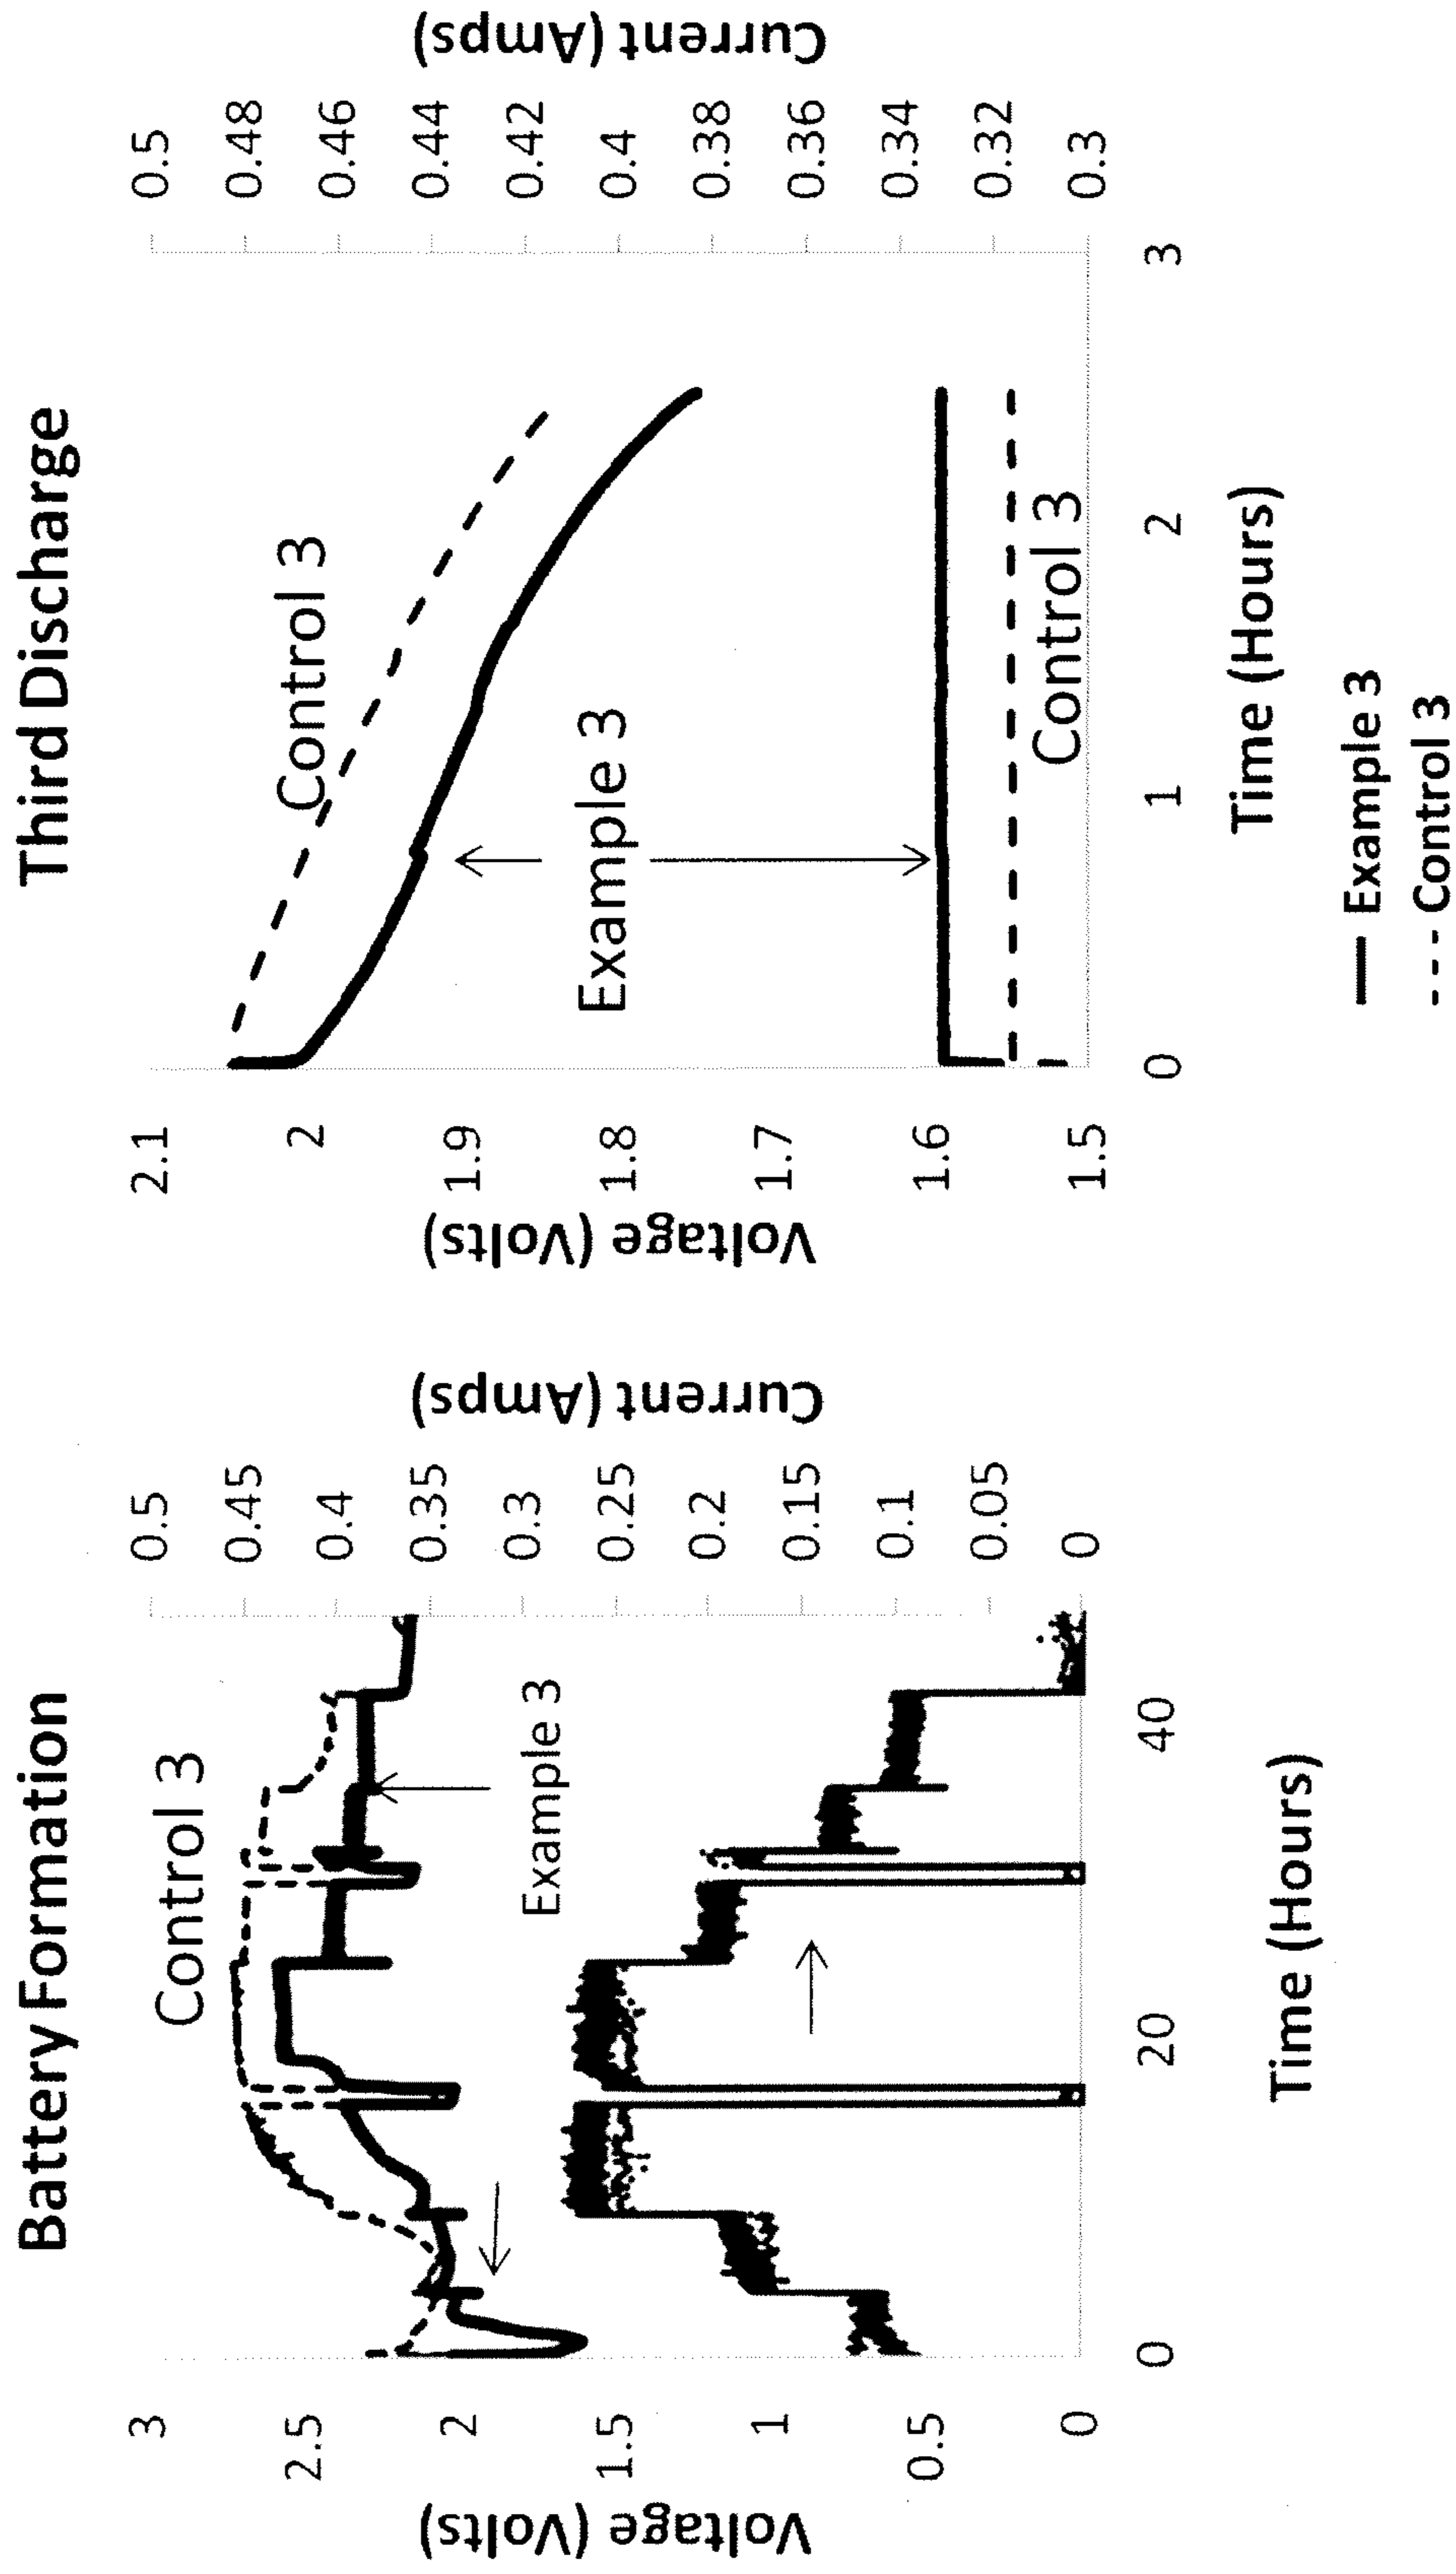 Battery Formation
Voltage (Volts)
3
2.5
2
1.5
1
0.5
0
Control 3
Example 3
0
20
40
Time (Hours)
0.5
0.45
0.4
0.35
0.3
0.25
0.2
0.15
0.1
0.05
0
Current (Amps)
Third Discharge
Voltage (Volts)
2.1
2
1.9
1.8
1.7
1.6
1.5
Control 3
Example 3
Control 3
0
1
2
3
Time (Hours)
0.5
0.48
0.46
0.44
0.42
0.4
0.38
0.36
0.34
0.32
0.3
Current (Amps)
Example 3
Control 3